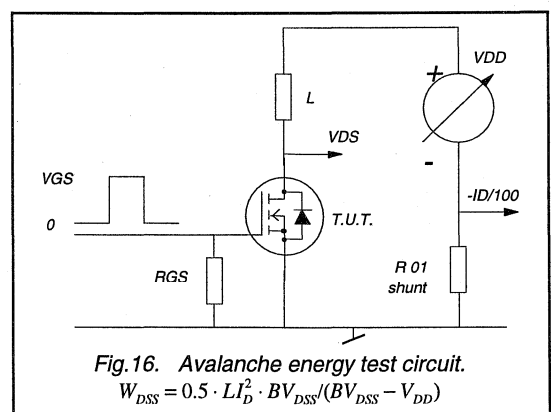 VDD
+
L
VDS
-
VGS
-ID/100
0
T.U.T.
RGS
R 01
shunt
Fig.16. Avalanche energy test circuit.
W_DSS = 0.5 · LI_D^2 · BV_DSS/(BV_DSS − V_DD)